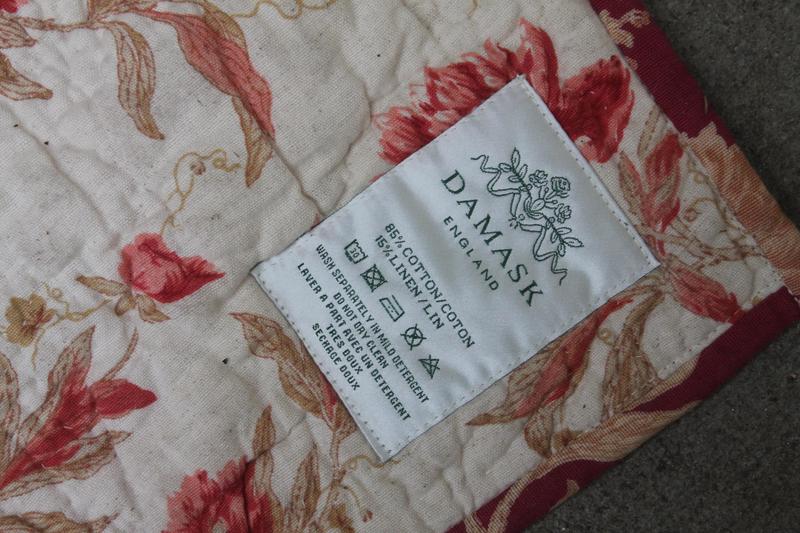 DAMASK
ENGLAND
85% COTTON/COTON
15% LINEN/LIN
30
WASH SEPARATELY IN MILD DETERGENT
DO NOT DRY CLEAN
LAVER A PART AVEC UN DETERGENT
TRES DOUX
SECHAGE DOUX